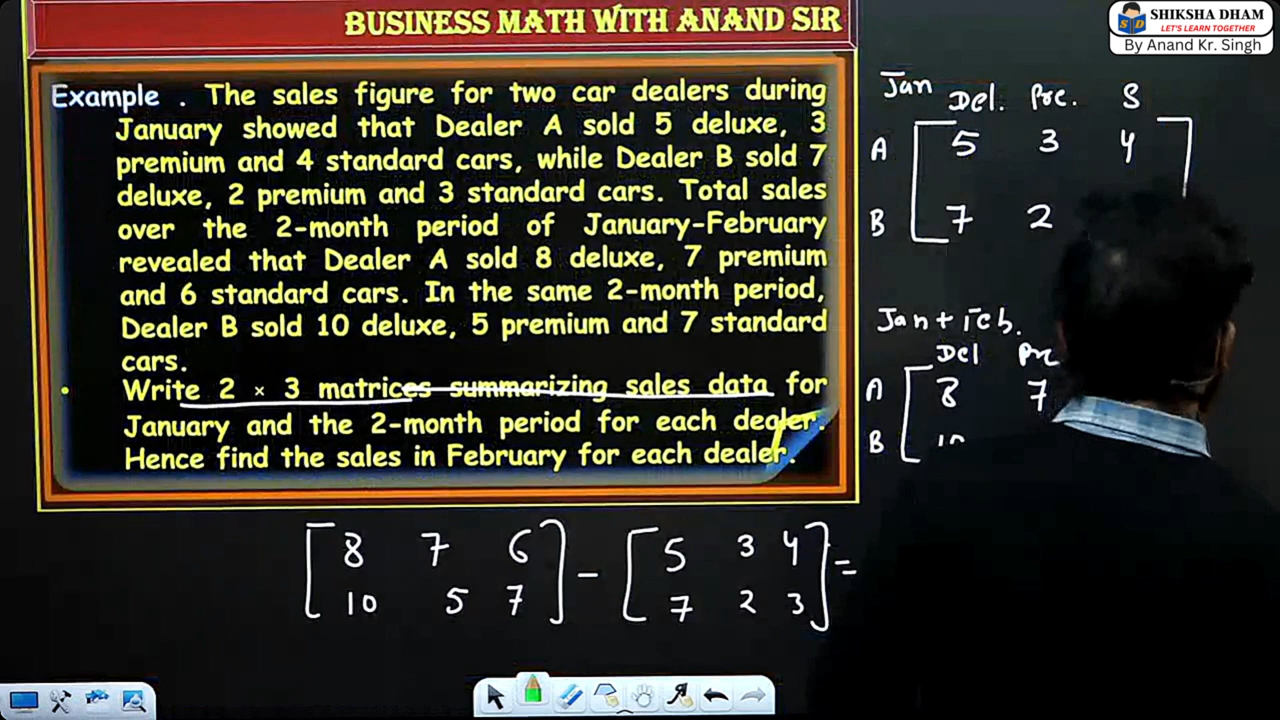 BUSINESS MATH WITH ANAND SIR
SHIKSHA DHAM
LET'S LEARN TOGETHER
By Anand Kr. Singh
Example . The sales figure for two car dealers during
January showed that Dealer A sold 5 deluxe, 3
premium and 4 standard cars, while Dealer B sold 7
deluxe, 2 premium and 3 standard cars. Total sales
over the 2-month period of January-February
revealed that Dealer A sold 8 deluxe, 7 premium
and 6 standard cars. In the same 2-month period,
Dealer B sold 10 deluxe, 5 premium and 7 standard
cars.
• Write 2 × 3 matrices summarizing sales data for
January and the 2-month period for each dealer.
Hence find the sales in February for each dealer.
Jan
Del. Pre. S
A 5 3 4
B 7 2
Jan + Feb.
Del Pre
A 8 7
B 10
8 7 6 - 5 3 4 =
10 5 7 7 2 3